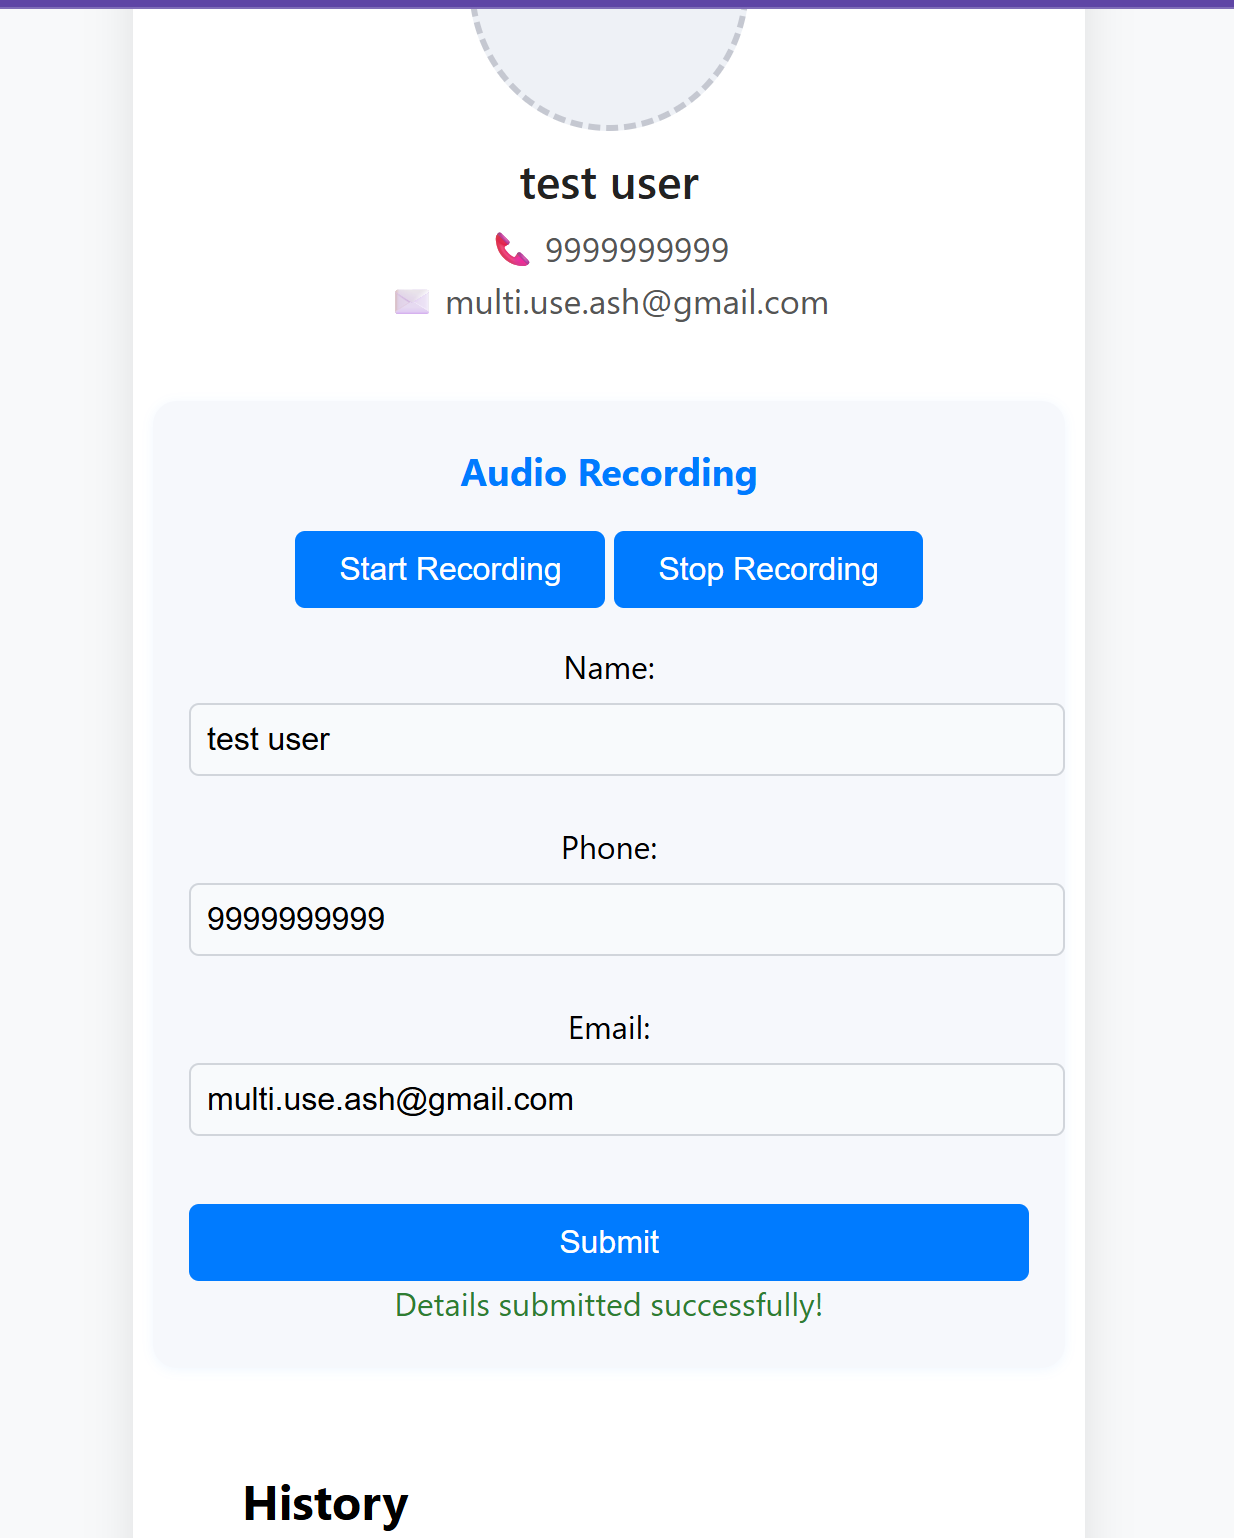 test user
9999999999
multi.use.ash@gmail.com
Audio Recording
Start Recording Stop Recording
Name:
test user
Phone:
9999999999
Email:
multi.use.ash@gmail.com
Submit
Details submitted successfully!
History